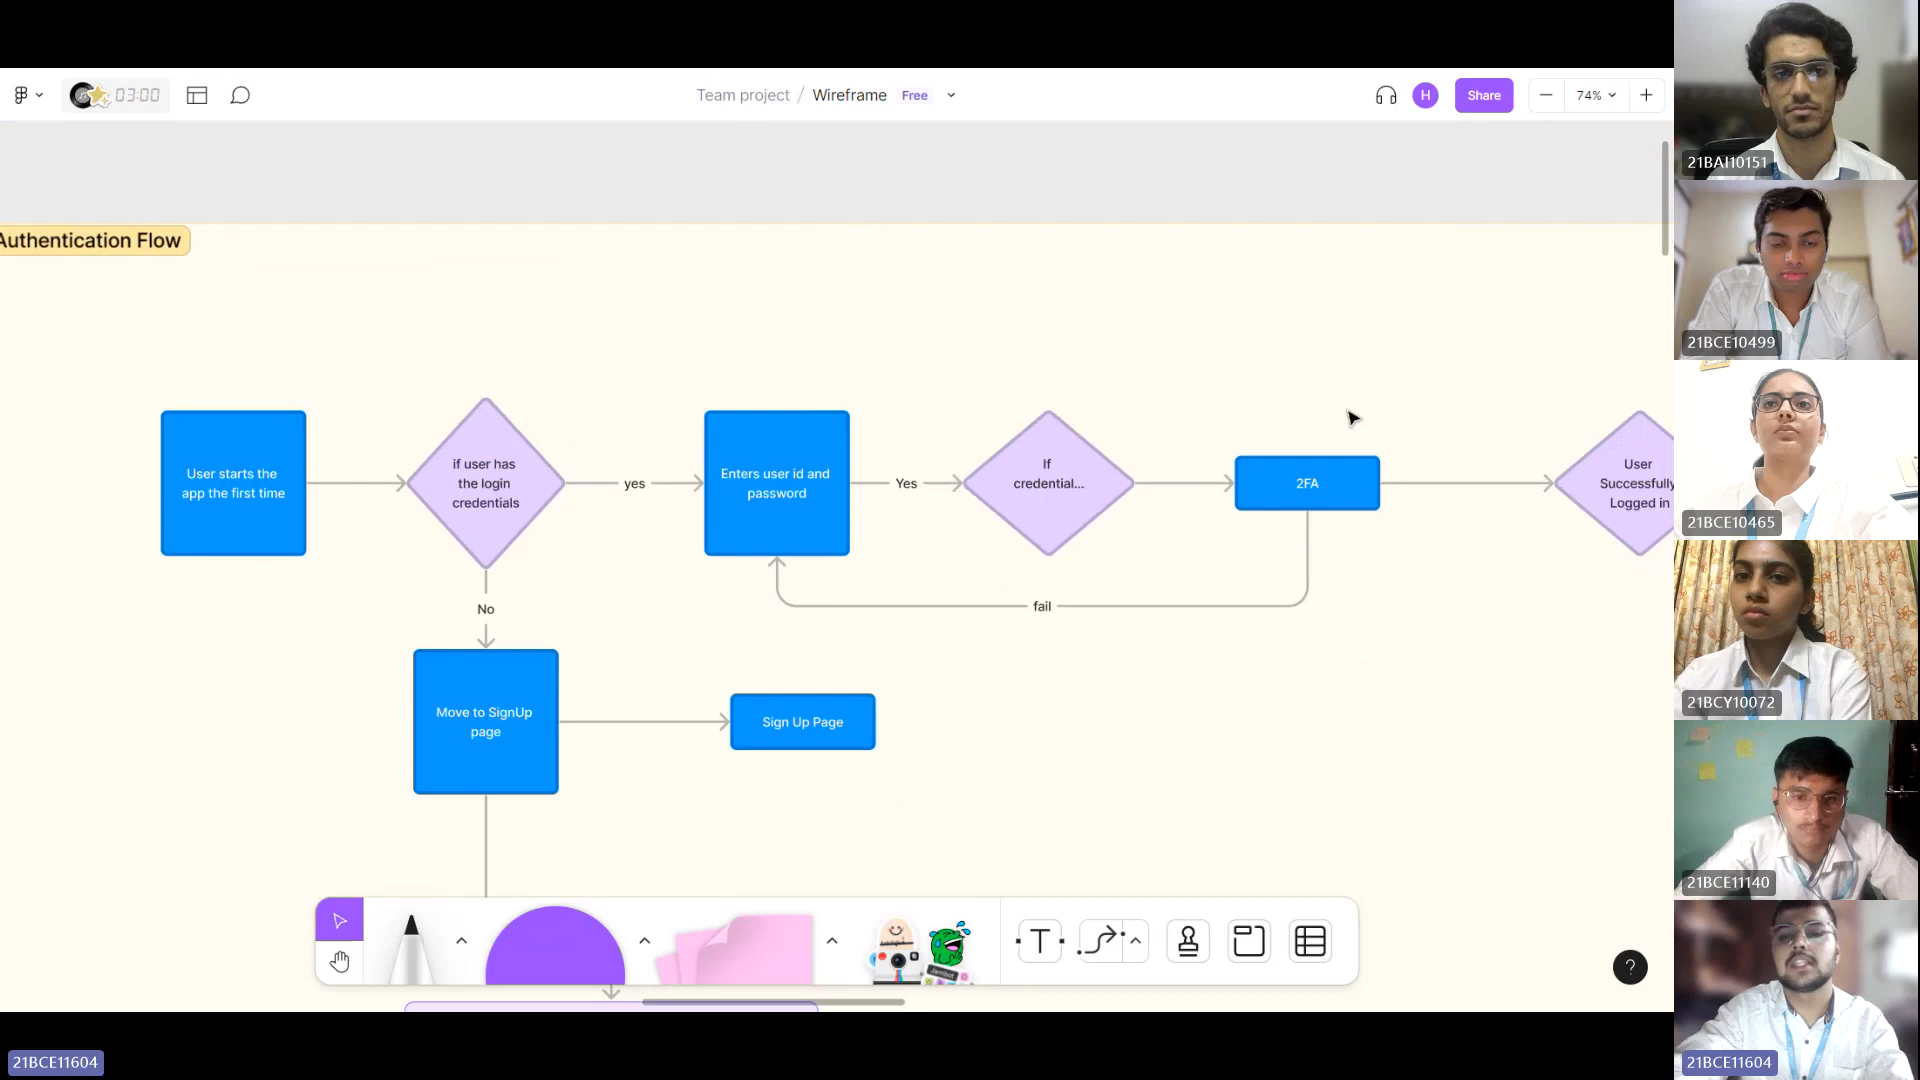 03:00
Team project / Wireframe Free
H
Share
74%
Authentication Flow
User starts the
app the first time
if user has
the login
credentials
yes
Enters user id and
password
Yes
If
credential...
2FA
User
Successfully
Logged in
fail
No
Move to SignUp
page
Sign Up Page
T
?
21BAI10151
21BCE10499
21BCE10465
21BCY10072
21BCE11140
21BCE11604
21BCE11604